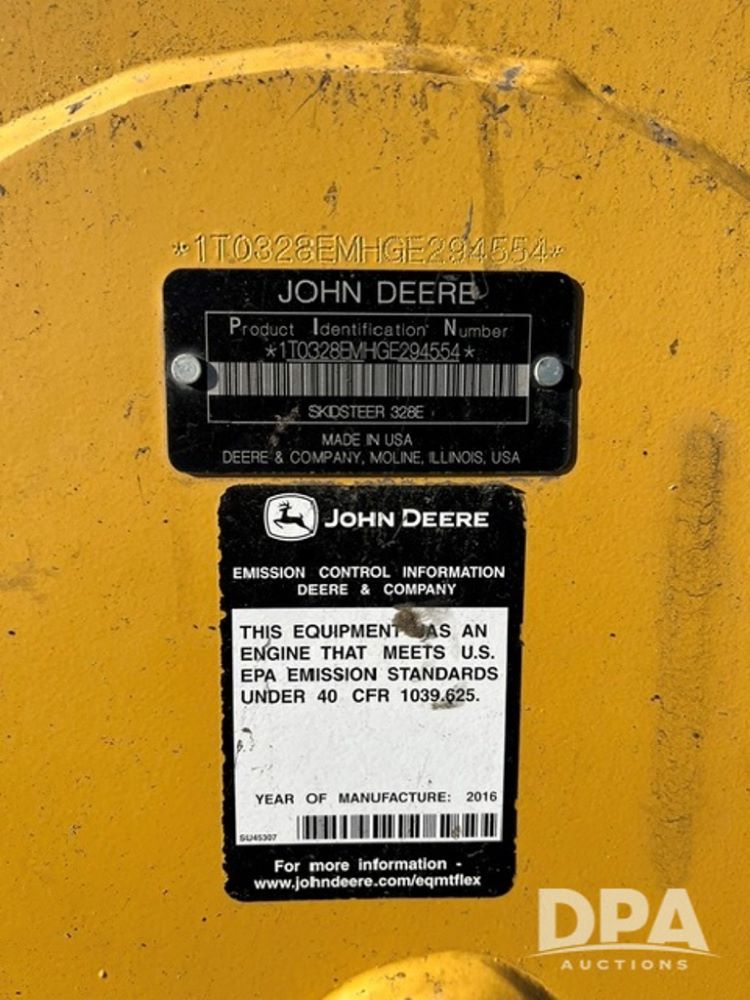 *1T0328EMHGE294554*
JOHN DEERE
Product Identification Number
*1T0328EMHGE294554*
SKIDSTEER 328E
MADE IN USA
DEERE & COMPANY, MOLINE, ILLINOIS, USA
JOHN DEERE
EMISSION CONTROL INFORMATION
DEERE & COMPANY
THIS EQUIPMENT HAS AN
ENGINE THAT MEETS U.S.
EPA EMISSION STANDARDS
UNDER 40 CFR 1039.625.
YEAR OF MANUFACTURE: 2016
SU45307
For more information -
www.johndeere.com/eqmtflex
DPA
AUCTIONS